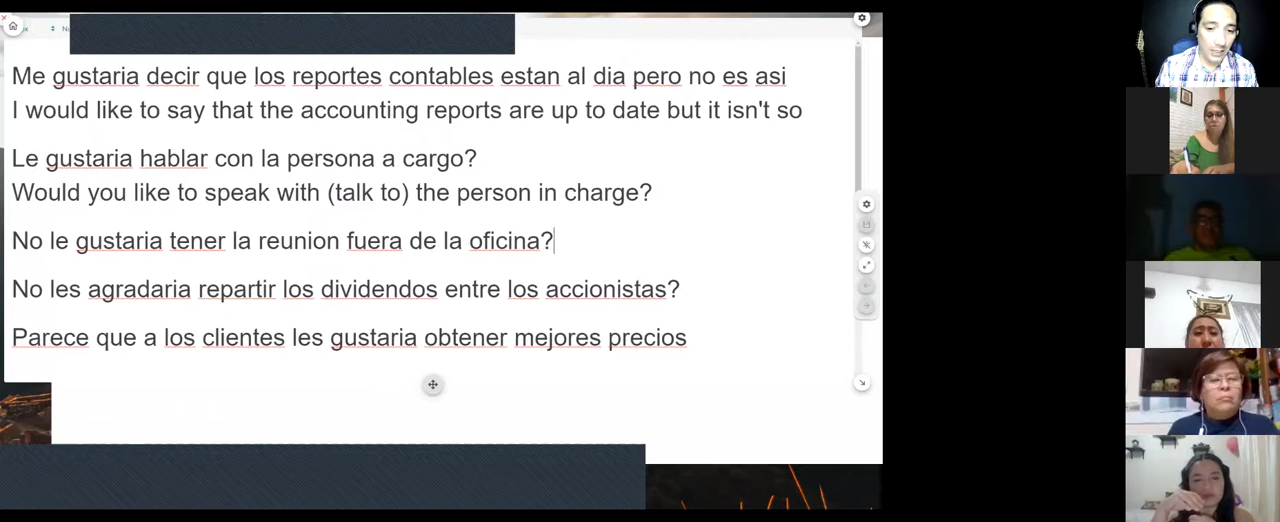 Me gustaria decir que los reportes contables estan al dia pero no es asi
I would like to say that the accounting reports are up to date but it isn't so
Le gustaria hablar con la persona a cargo?
Would you like to speak with (talk to) the person in charge?
No le gustaria tener la reunion fuera de la oficina?
No les agradaria repartir los dividendos entre los accionistas?
Parece que a los clientes les gustaria obtener mejores precios